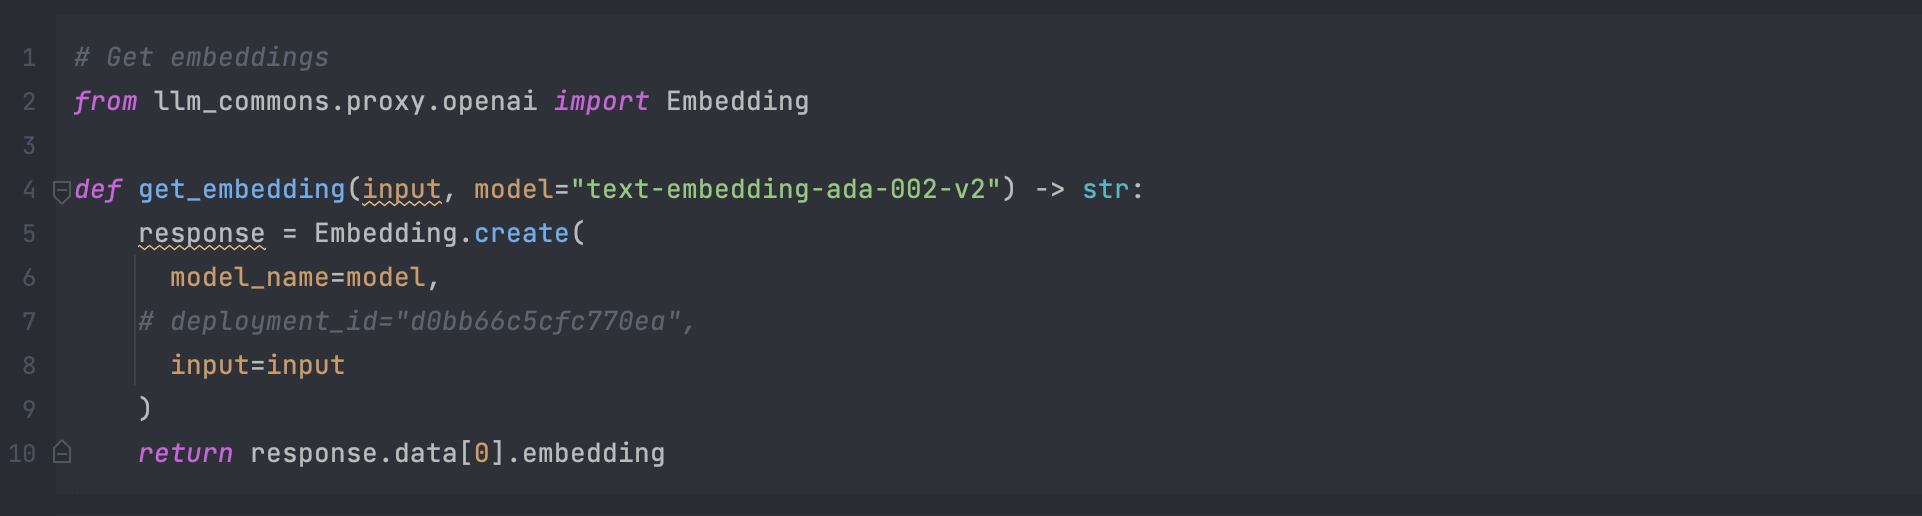 1 # Get embeddings
2 from llm_commons.proxy.openai import Embedding
3
4 def get_embedding(input, model="text-embedding-ada-002-v2") -> str:
5     response = Embedding.create(
6       model_name=model,
7     # deployment_id="d0bb66c5cfc770ea",
8       input=input
9     )
10     return response.data[0].embedding